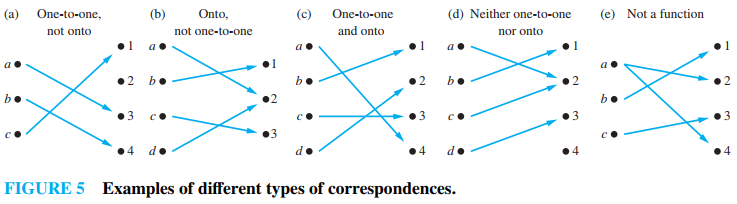 (a) One-to-one,
not onto
a
b
c
1
2
3
4
(b) Onto,
not one-to-one
a
b
c
d
1
2
3
(c) One-to-one
and onto
a
b
c
d
1
2
3
4
(d) Neither one-to-one
nor onto
a
b
c
d
1
2
3
4
(e) Not a function
a
b
c
1
2
3
4
FIGURE 5 Examples of different types of correspondences.